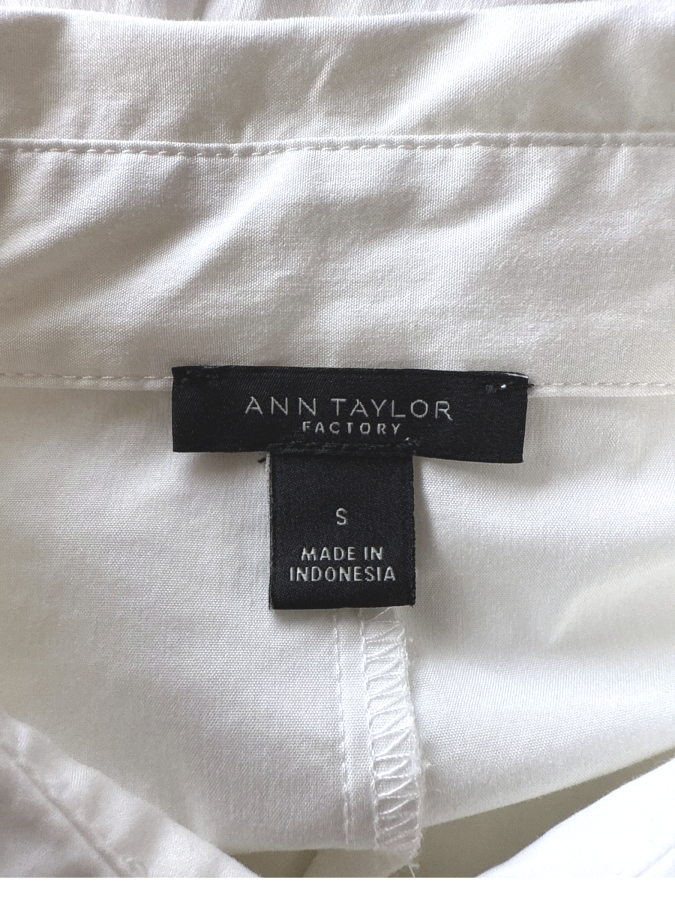 ANN TAYLOR
FACTORY
S
MADE IN
INDONESIA